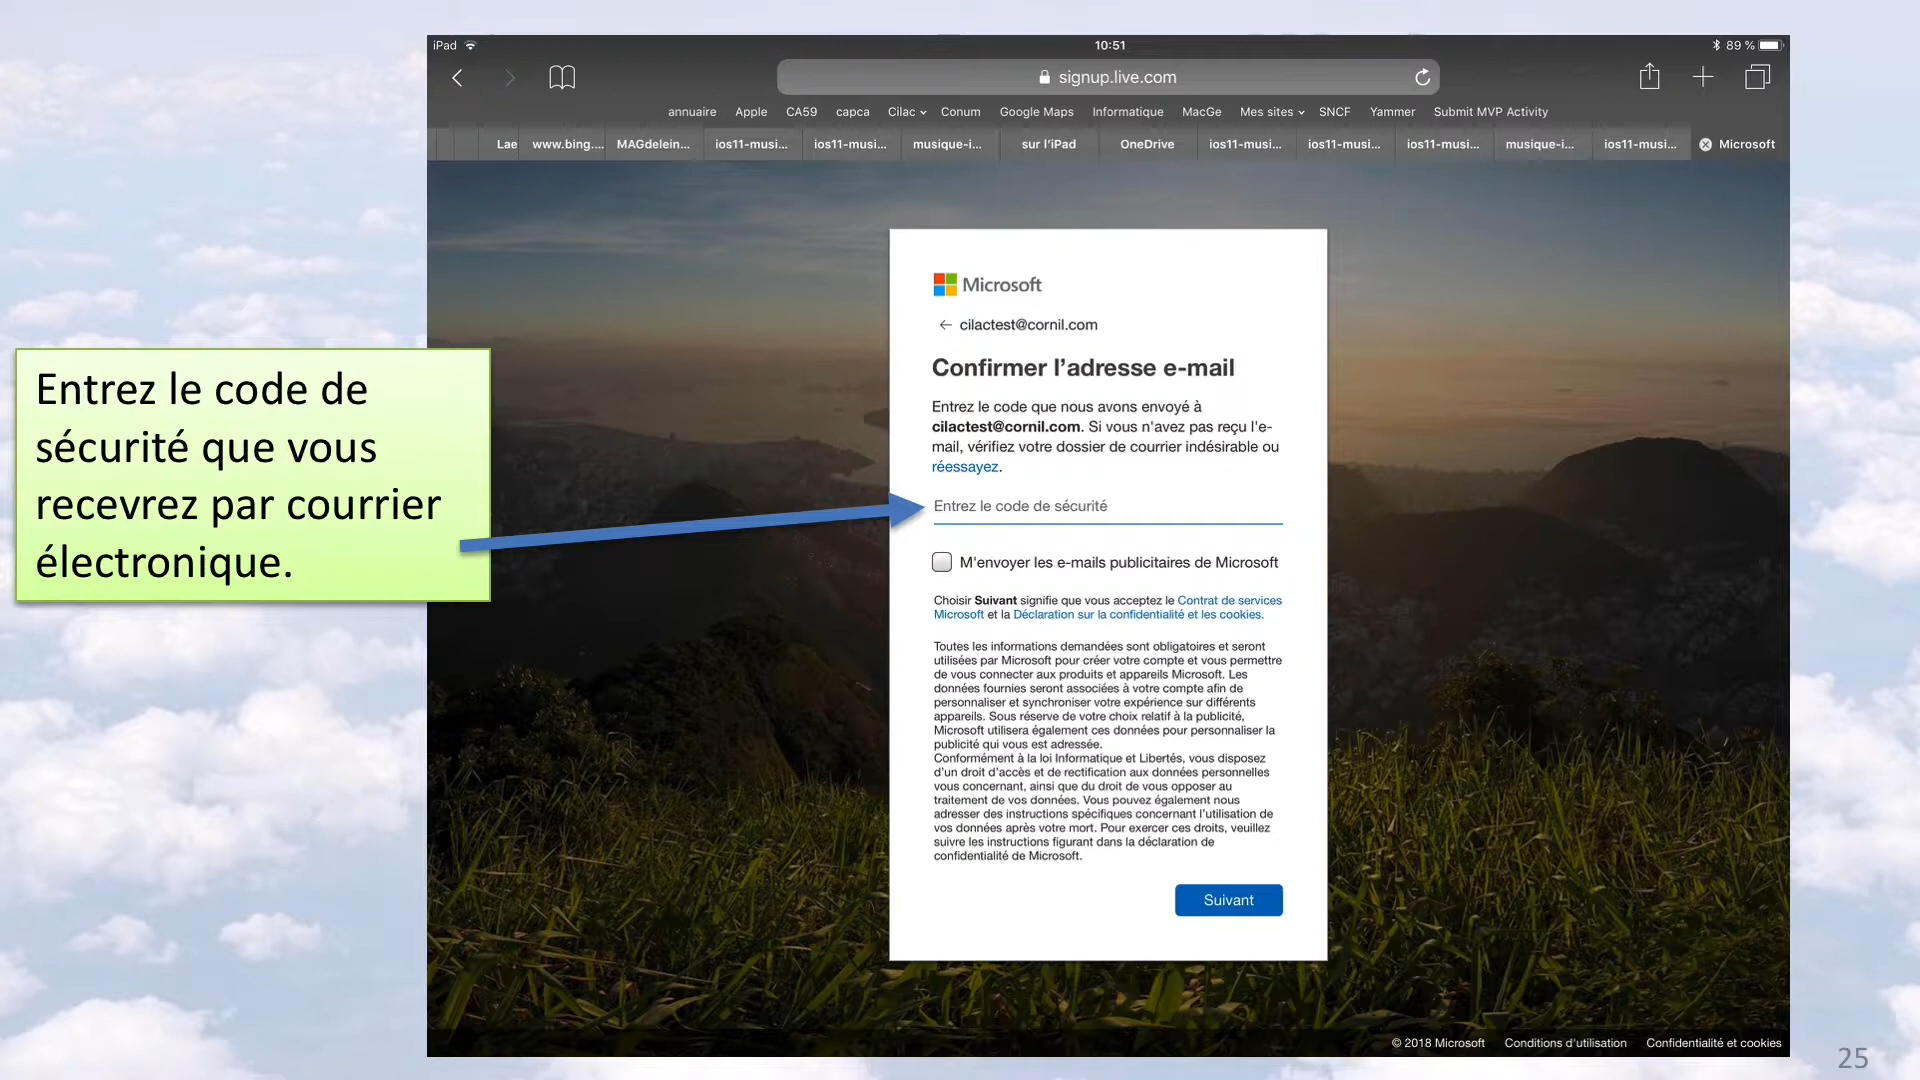 iPad
10:51
89 %
signup.live.com
annuaire Apple CA59 capca Cilac Conum Google Maps Informatique MacGe Mes sites SNCF Yammer Submit MVP Activity
Lae www.bing.... MAGdelein... ios11-musi... ios11-musi... musique-i... sur l'iPad OneDrive ios11-musi... ios11-musi... ios11-musi... musique-i... ios11-musi... Microsoft
Microsoft
← cilactest@cornil.com
Confirmer l'adresse e-mail
Entrez le code que nous avons envoyé à
cilactest@cornil.com. Si vous n'avez pas reçu l'e-
mail, vérifiez votre dossier de courrier indésirable ou
réessayez.
Entrez le code de sécurité
M'envoyer les e-mails publicitaires de Microsoft
Choisir Suivant signifie que vous acceptez le Contrat de services
Microsoft et la Déclaration sur la confidentialité et les cookies.
Toutes les informations demandées sont obligatoires et seront
utilisées par Microsoft pour créer votre compte et vous permettre
de vous connecter aux produits et appareils Microsoft. Les
données fournies seront associées à votre compte afin de
personnaliser et synchroniser votre expérience sur différents
appareils. Sous réserve de votre choix relatif à la publicité,
Microsoft utilisera également ces données pour personnaliser la
publicité qui vous est adressée.
Conformément à la loi Informatique et Libertés, vous disposez
d'un droit d'accès et de rectification aux données personnelles
vous concernant, ainsi que du droit de vous opposer au
traitement de vos données. Vous pouvez également nous
adresser des instructions spécifiques concernant l'utilisation de
vos données après votre mort. Pour exercer ces droits, veuillez
suivre les instructions figurant dans la déclaration de
confidentialité de Microsoft.
Suivant
Entrez le code de
sécurité que vous
recevrez par courrier
électronique.
© 2018 Microsoft Conditions d'utilisation Confidentialité et cookies
25